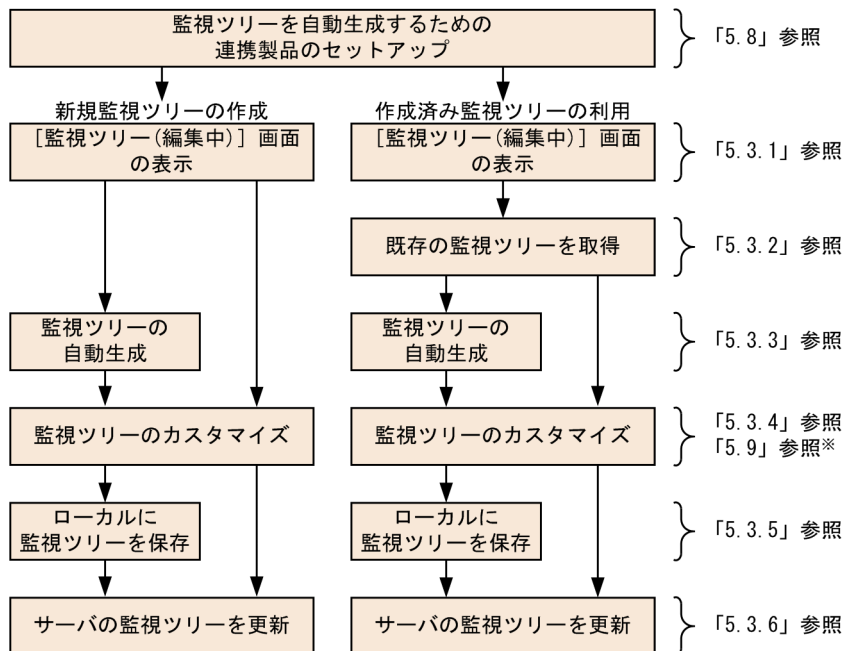 監視ツリーを自動生成するための
連携製品のセットアップ
「5.8」参照
新規監視ツリーの作成
作成済み監視ツリーの利用
[監視ツリー(編集中)]画面
の表示
[監視ツリー(編集中)]画面
の表示
「5.3.1」参照
既存の監視ツリーを取得
「5.3.2」参照
監視ツリーの
自動生成
監視ツリーの
自動生成
「5.3.3」参照
監視ツリーのカスタマイズ
監視ツリーのカスタマイズ
「5.3.4」参照
「5.9」参照※
ローカルに
監視ツリーを保存
ローカルに
監視ツリーを保存
「5.3.5」参照
サーバの監視ツリーを更新
サーバの監視ツリーを更新
「5.3.6」参照